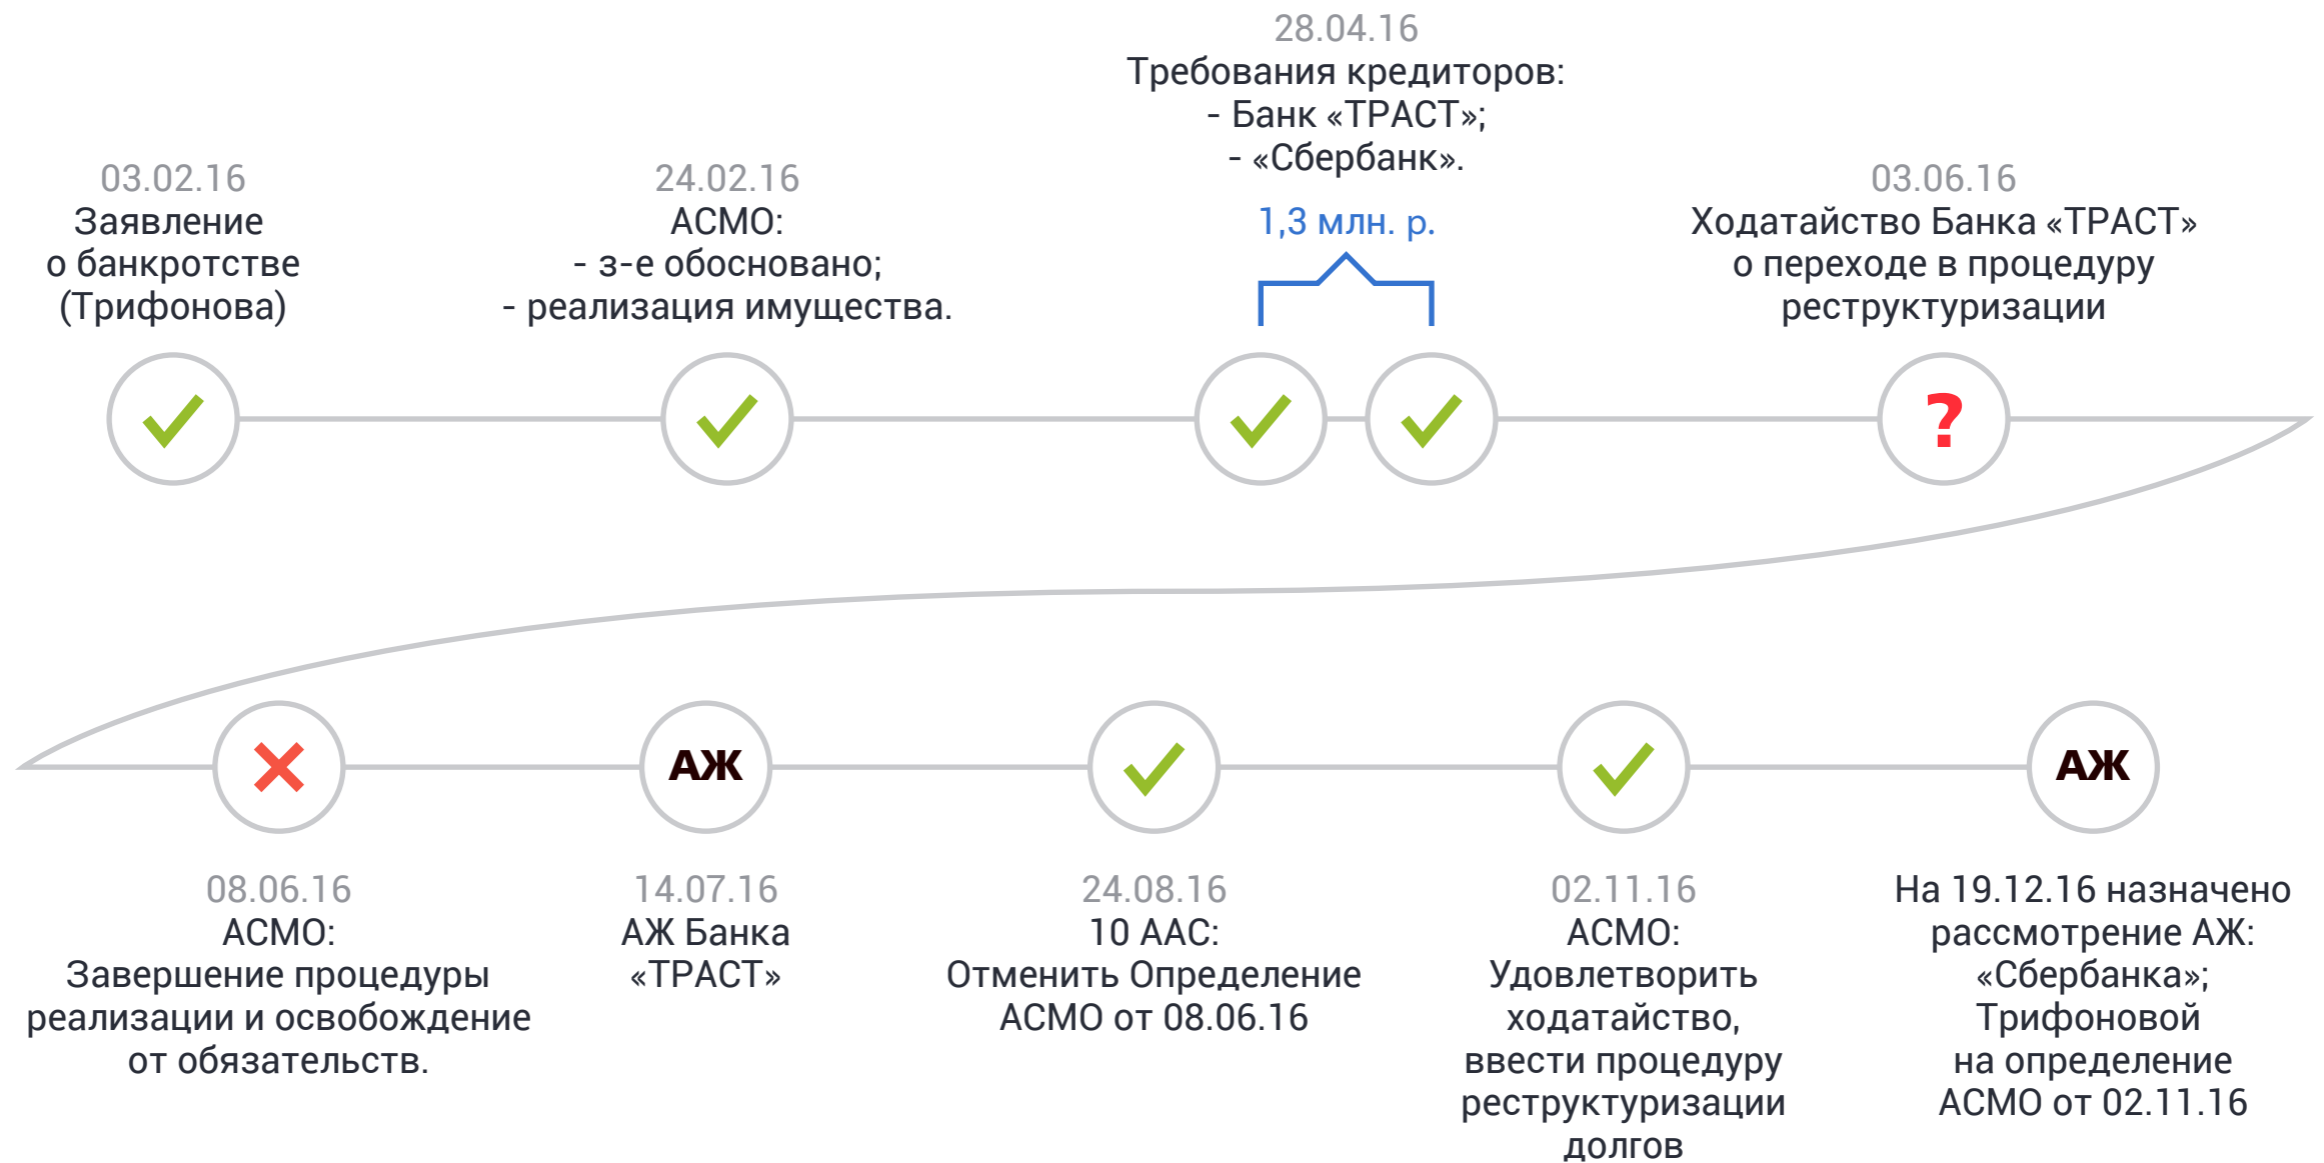 03.02.16
Заявление
о банкротстве
(Трифонова)
24.02.16
АСМО:
- з-е обосновано;
- реализация имущества.
28.04.16
Требования кредиторов:
- Банк «ТРАСТ»;
- «Сбербанк».
1,3 млн. р.
03.06.16
Ходатайство Банка «ТРАСТ»
о переходе в процедуру
реструктуризации
?
08.06.16
АСМО:
Завершение процедуры
реализации и освобождение
от обязательств.
АЖ
14.07.16
АЖ Банка
«ТРАСТ»
24.08.16
10 ААС:
Отменить Определение
АСМО от 08.06.16
02.11.16
АСМО:
Удовлетворить
ходатайство,
ввести процедуру
реструктуризации
долгов
АЖ
На 19.12.16 назначено
рассмотрение АЖ:
«Сбербанка»;
Трифоновой
на определение
АСМО от 02.11.16